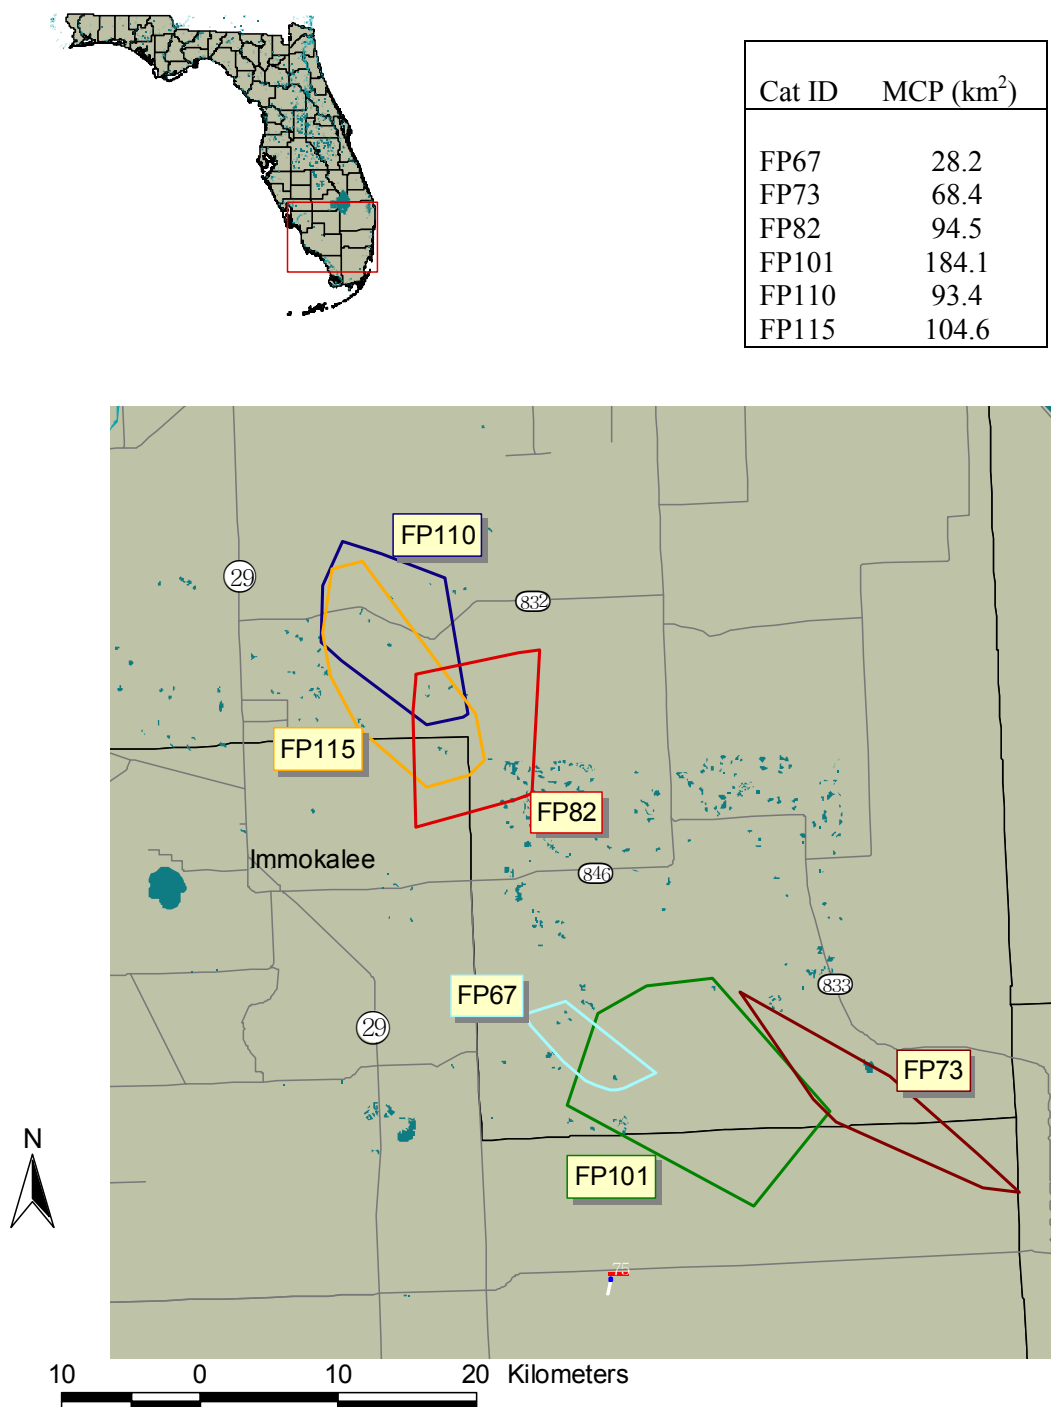 Cat ID MCP (km²)
FP67 28.2
FP73 68.4
FP82 94.5
FP101 184.1
FP110 93.4
FP115 104.6
FP110
29
832
FP115
FP82
Immokalee
846
FP67
833
29
FP73
N
FP101
75
10 0 10 20 Kilometers